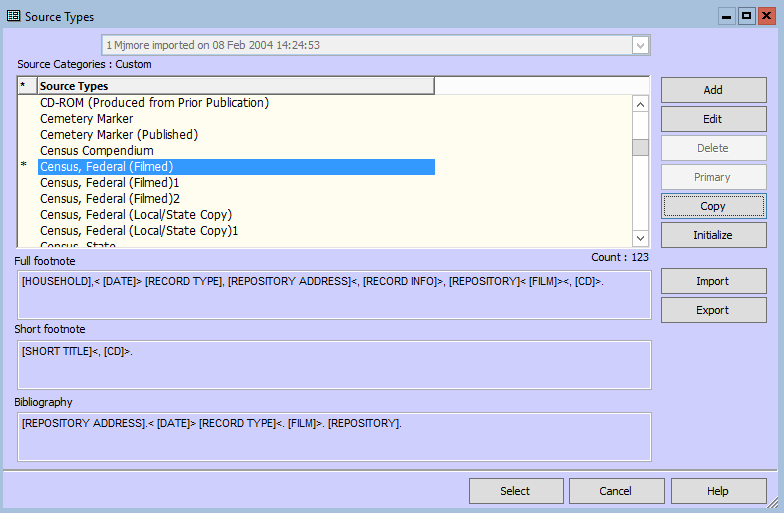 Source Types
1 Mjmore imported on 08 Feb 2004 14:24:53
Source Categories : Custom
* Source Types
CD-ROM (Produced from Prior Publication)
Cemetery Marker
Cemetery Marker (Published)
Census Compendium
* Census, Federal (Filmed)
Census, Federal (Filmed)1
Census, Federal (Filmed)2
Census, Federal (Local/State Copy)
Census, Federal (Local/State Copy)1
Census, State
Add
Edit
Delete
Primary
Copy
Initialize
Count : 123
Full footnote
[HOUSEHOLD],< [DATE]> [RECORD TYPE], [REPOSITORY ADDRESS]<, [RECORD INFO]>, [REPOSITORY]< [FILM]><, [CD]>.
Import
Export
Short footnote
[SHORT TITLE]<, [CD]>.
Bibliography
[REPOSITORY ADDRESS].< [DATE]> [RECORD TYPE]<. [FILM]>. [REPOSITORY].
Select
Cancel
Help